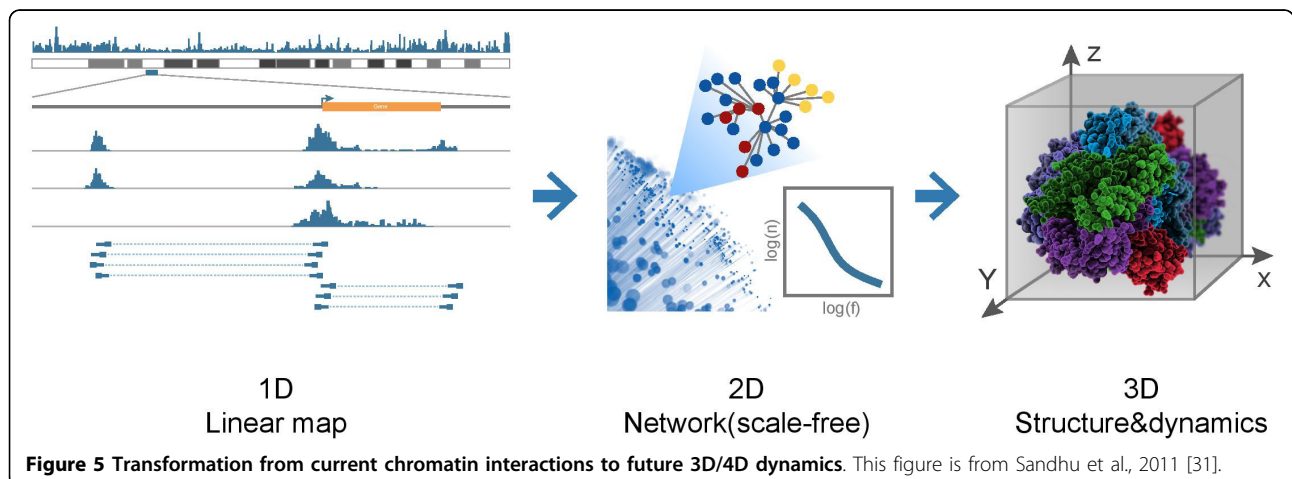 Gene
log(n)
log(f)
Z
X
Y
1D
Linear map
2D
Network(scale-free)
3D
Structure&dynamics
Figure 5 Transformation from current chromatin interactions to future 3D/4D dynamics. This figure is from Sandhu et al., 2011 [31].